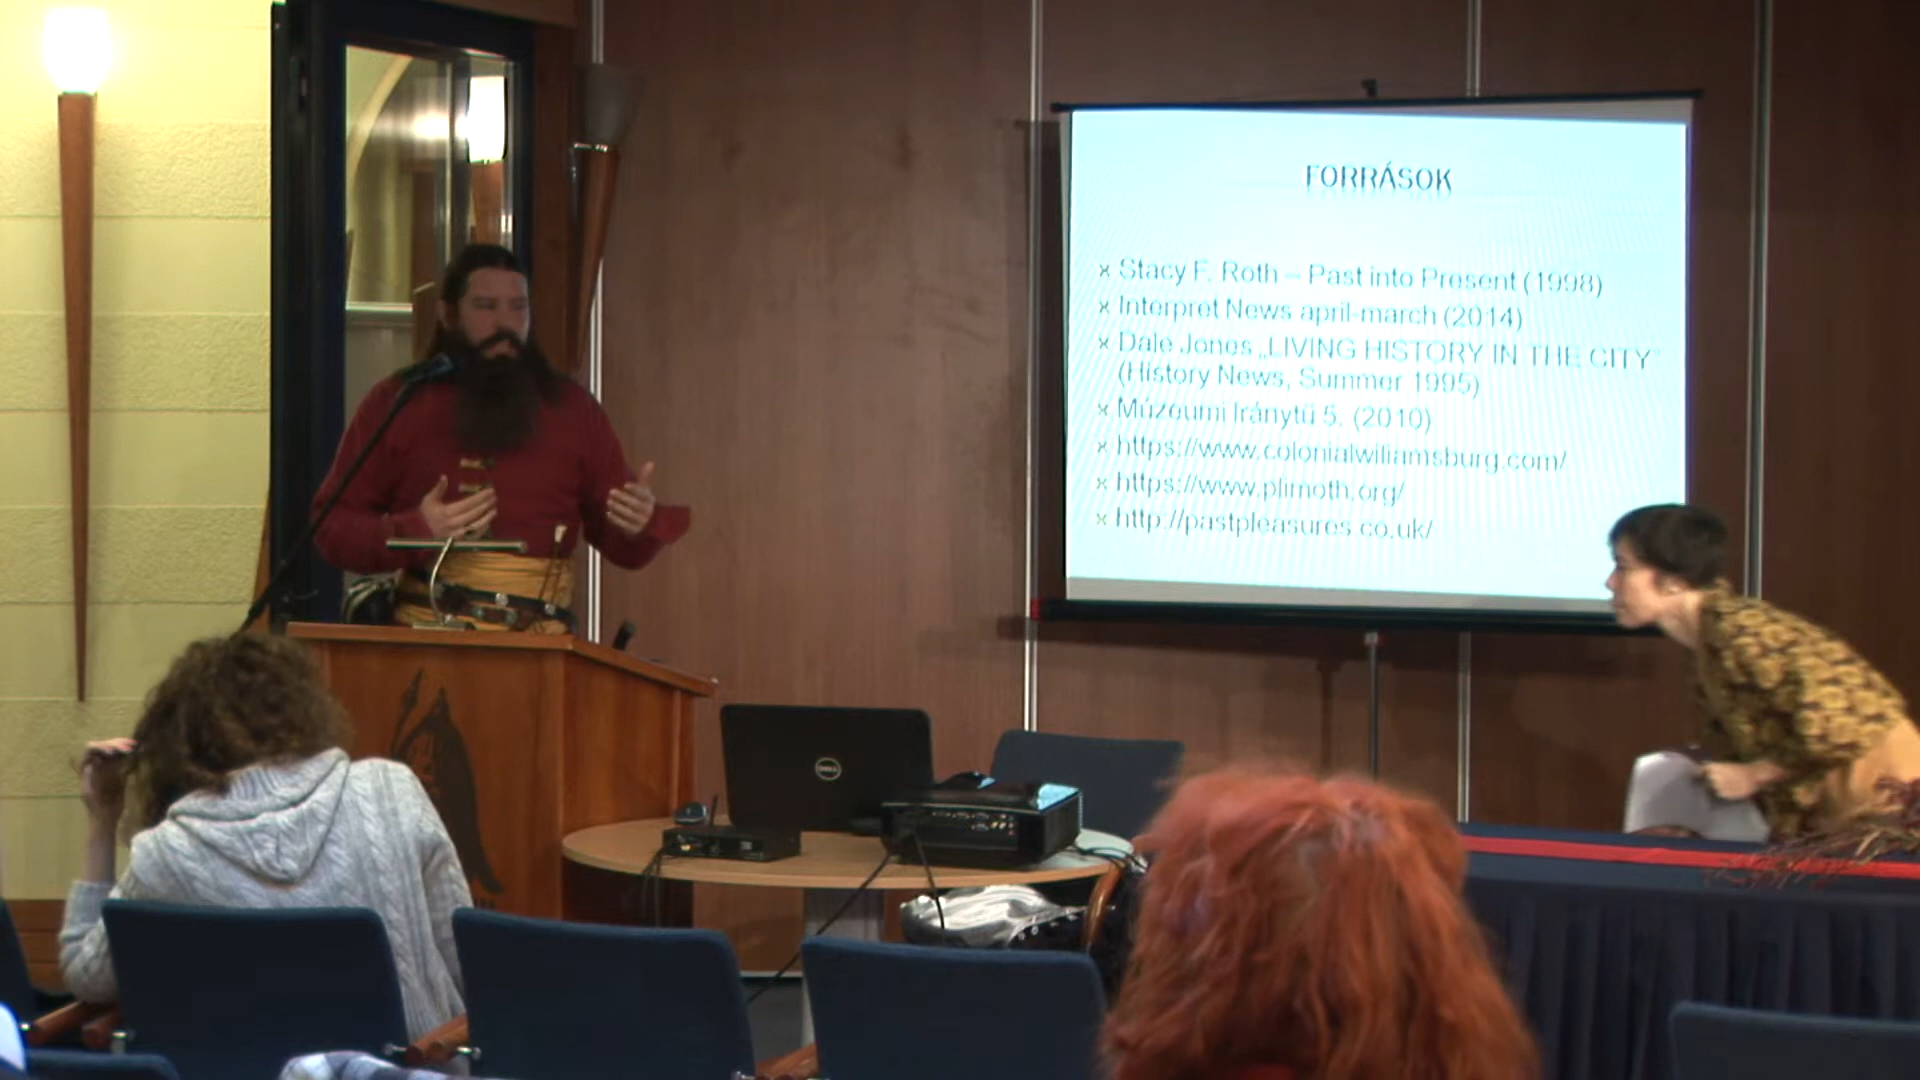 FORRÁSOK
Stacy F. Roth – Past into Present (1998)
Interpret News april-march (2014)
Dale Jones „LIVING HISTORY IN THE CITY”
(History News, Summer 1995)
Múzeumi Iránytű 5. (2010)
https://www.colonialwiliamsburg.com/
https://www.plimoth.org/
http://pastpleasures.co.uk/
DELL